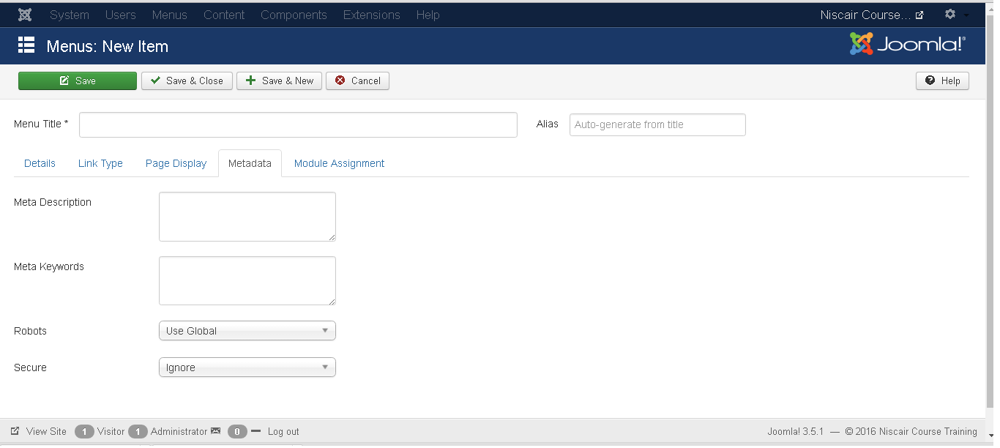 System Users Menus Content Components Extensions Help Niscair Course...
Menus: New Item Joomla!®
Save Save & Close Save & New Cancel Help
Menu Title * Alias Auto-generate from title
Details Link Type Page Display Metadata Module Assignment
Meta Description
Meta Keywords
Robots Use Global
Secure Ignore
View Site 1 Visitor 1 Administrator 0 Log out Joomla! 3.5.1 — © 2016 Niscair Course Training